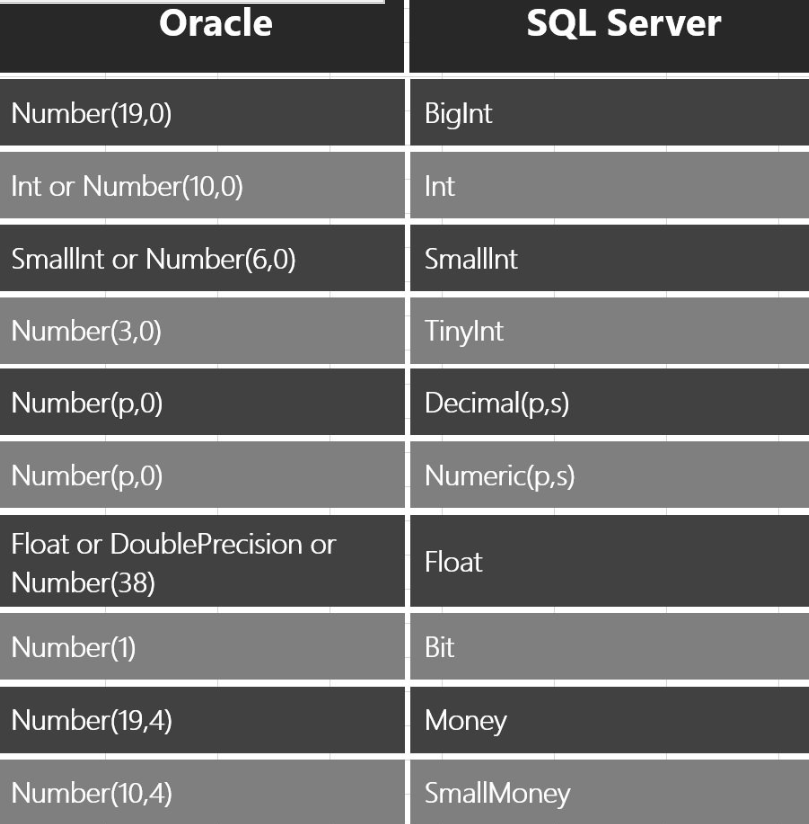 Oracle SQL Server
Number(19,0) BigInt
Int or Number(10,0) Int
SmallInt or Number(6,0) SmallInt
Number(3,0) TinyInt
Number(p,0) Decimal(p,s)
Number(p,0) Numeric(p,s)
Float or DoublePrecision or
Number(38) Float
Number(1) Bit
Number(19,4) Money
Number(10,4) SmallMoney